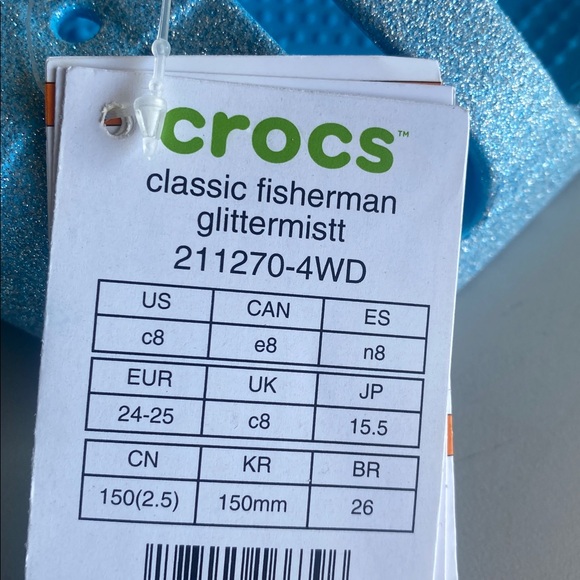 crocs™
classic fisherman
glittermistt
211270-4WD
US CAN ES
c8 e8 n8
EUR UK JP
24-25 c8 15.5
CN KR BR
150(2.5) 150mm 26